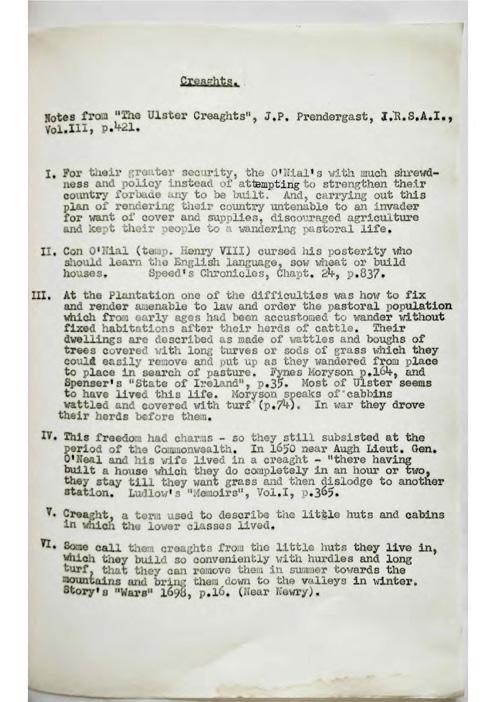 Creaghts.
Notes from "The Ulster Creaghts", J.P. Prendergast, I.R.S.A.I.,
Vol.III, p.421.
I. For their greater security, the O'Nial's with much shrewd-
ness and policy instead of attempting to strengthen their
country forbade any to be built. And, carrying out this
plan of rendering their country untenable to an invader
for want of cover and supplies, discouraged agriculture
and kept their people to a wandering pastoral life.
II. Con O'Nial (temp. Henry VIII) cursed his posterity who
should learn the English language, sow wheat or build
houses. Speed's Chronicles, Chapt. 24, p.837.
III. At the Plantation one of the difficulties was how to fix
and render amenable to law and order the pastoral population
which from early ages had been accustomed to wander without
fixed habitations after their herds of cattle. Their
dwellings are described as made of wattles and boughs of
trees covered with long turves or sods of grass which they
could easily remove and put up as they wandered from place
to place in search of pasture. Fynes Moryson p.164, and
Spenser's "State of Ireland", p.35. Most of Ulster seems
to have lived this life. Moryson speaks of cabbins
wattled and covered with turf (p.74). In war they drove
their herds before them.
IV. This freedom had charms - so they still subsisted at the
period of the Commonwealth. In 1650 near Augh Lieut. Gen.
O'Neal and his wife lived in a creaght - "there having
built a house which they do completely in an hour or two,
they stay till they want grass and then dislodge to another
station. Ludlow's "Memoirs", Vol.I, p.365.
V. Creaght, a term used to describe the little huts and cabins
in which the lower classes lived.
VI. Some call them creaghts from the little huts they live in,
which they build so conveniently with hurdles and long
turf, that they can remove them in summer towards the
mountains and bring them down to the valleys in winter.
Story's "Wars" 1698, p.16. (Near Newry).